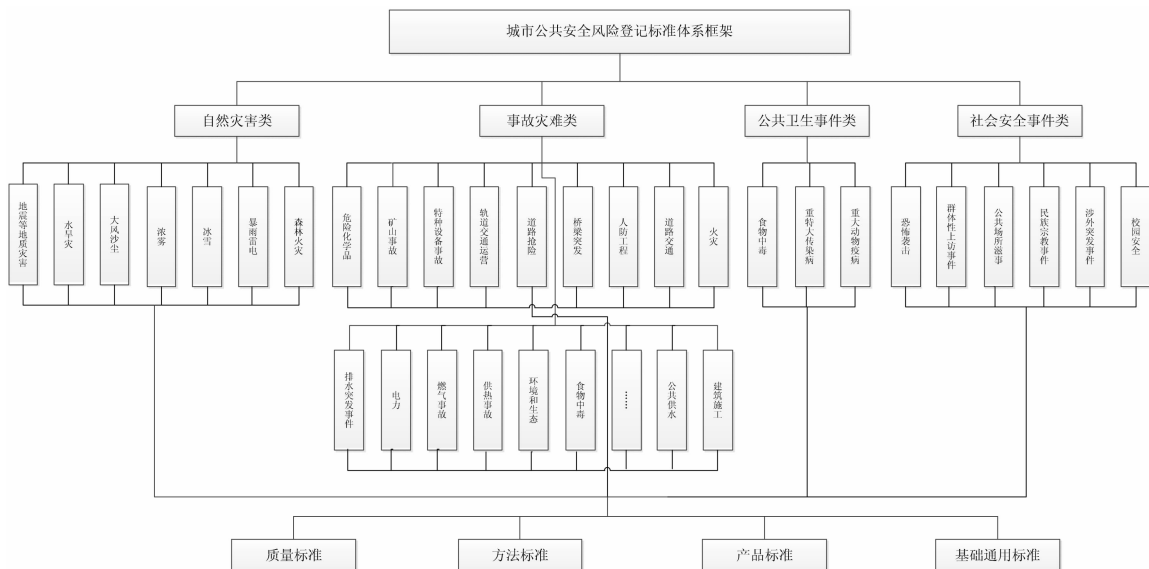 城市公共安全风险登记标准体系框架
自然灾害类
事故灾难类
公共卫生事件类
社会安全事件类
地震等地质灾害
水旱灾
大风沙尘
浓雾
冰雪
暴雨雷电
森林火灾
危险化学品
矿山事故
特种设备事故
轨道交通运营
道路抢险
桥梁突发
人防工程
道路交通
火灾
食物中毒
重特大传染病
重大动物疫病
恐怖袭击
群体性上访事件
公共场所滋事
民族宗教事件
涉外突发事件
校园安全
排水突发事件
电力
燃气事故
供热事故
环境和生态
食物中毒
……
公共供水
建筑施工
质量标准
方法标准
产品标准
基础通用标准